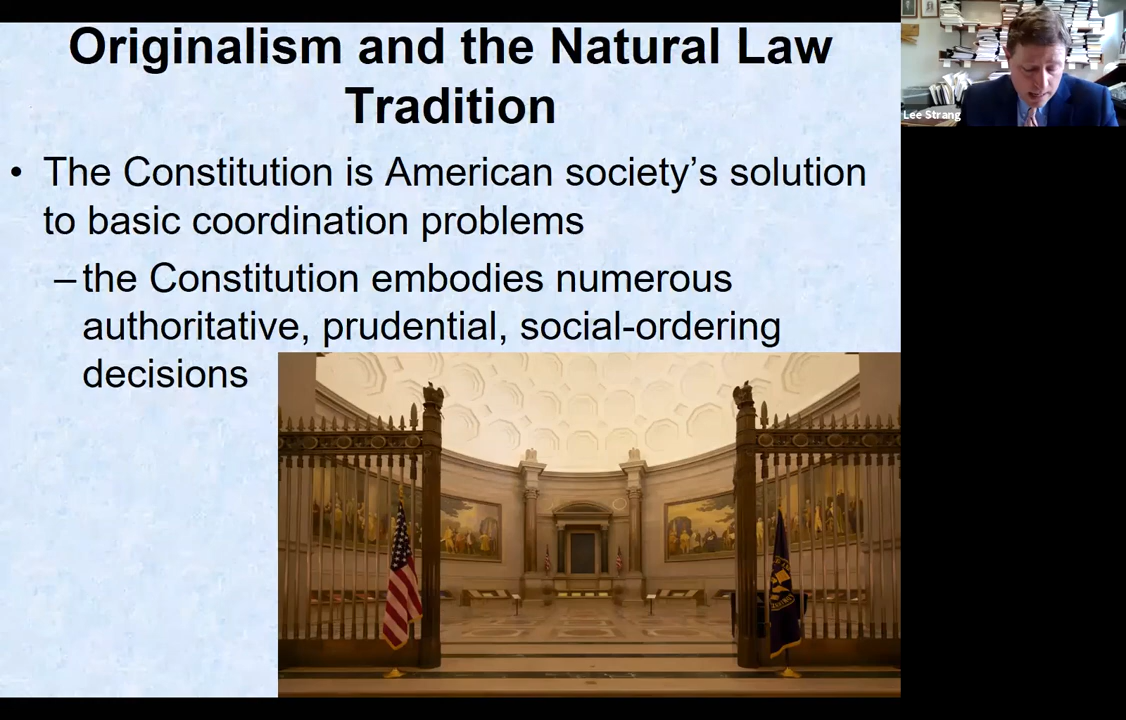 Originalism and the Natural Law
Tradition
• The Constitution is American society’s solution
to basic coordination problems
–the Constitution embodies numerous
authoritative, prudential, social-ordering
decisions
Lee Strang